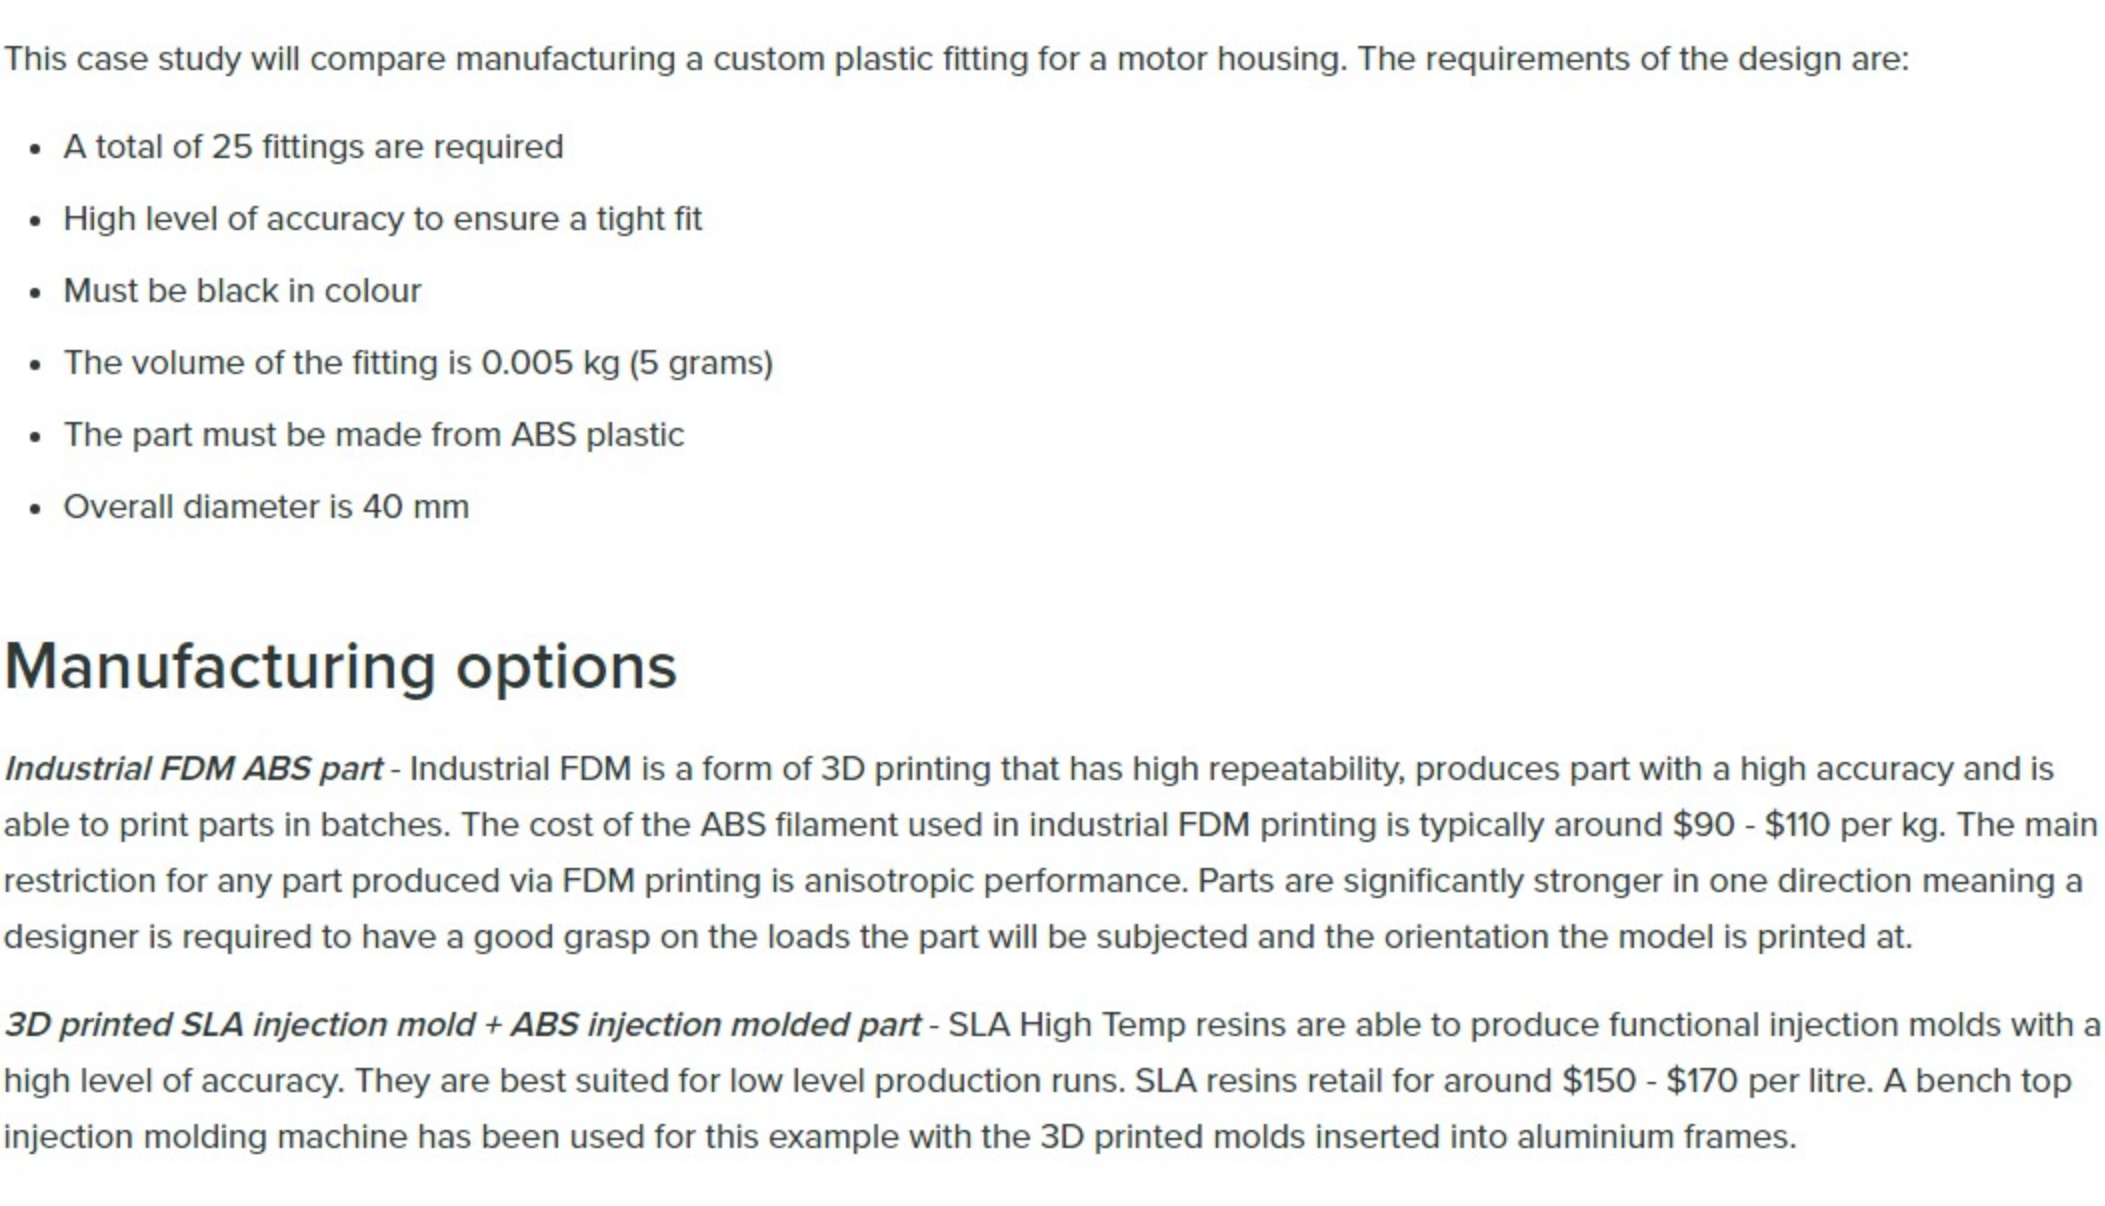 This case study will compare manufacturing a custom plastic fitting for a motor housing. The requirements of the design are:
• A total of 25 fittings are required
• High level of accuracy to ensure a tight fit
• Must be black in colour
• The volume of the fitting is 0.005 kg (5 grams)
• The part must be made from ABS plastic
• Overall diameter is 40 mm
Manufacturing options
Industrial FDM ABS part - Industrial FDM is a form of 3D printing that has high repeatability, produces part with a high accuracy and is
able to print parts in batches. The cost of the ABS filament used in industrial FDM printing is typically around $90 - $110 per kg. The main
restriction for any part produced via FDM printing is anisotropic performance. Parts are significantly stronger in one direction meaning a
designer is required to have a good grasp on the loads the part will be subjected and the orientation the model is printed at.
3D printed SLA injection mold + ABS injection molded part - SLA High Temp resins are able to produce functional injection molds with a
high level of accuracy. They are best suited for low level production runs. SLA resins retail for around $150 - $170 per litre. A bench top
injection molding machine has been used for this example with the 3D printed molds inserted into aluminium frames.